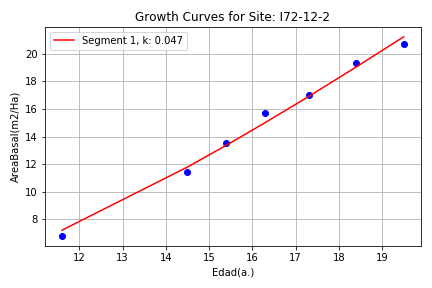 Growth Curves for Site: I72-12-2
Segment 1, k: 0.047
AreaBasal(m2/Ha)
20
18
16
14
12
10
8
12 13 14 15 16 17 18 19
Edad(a.)